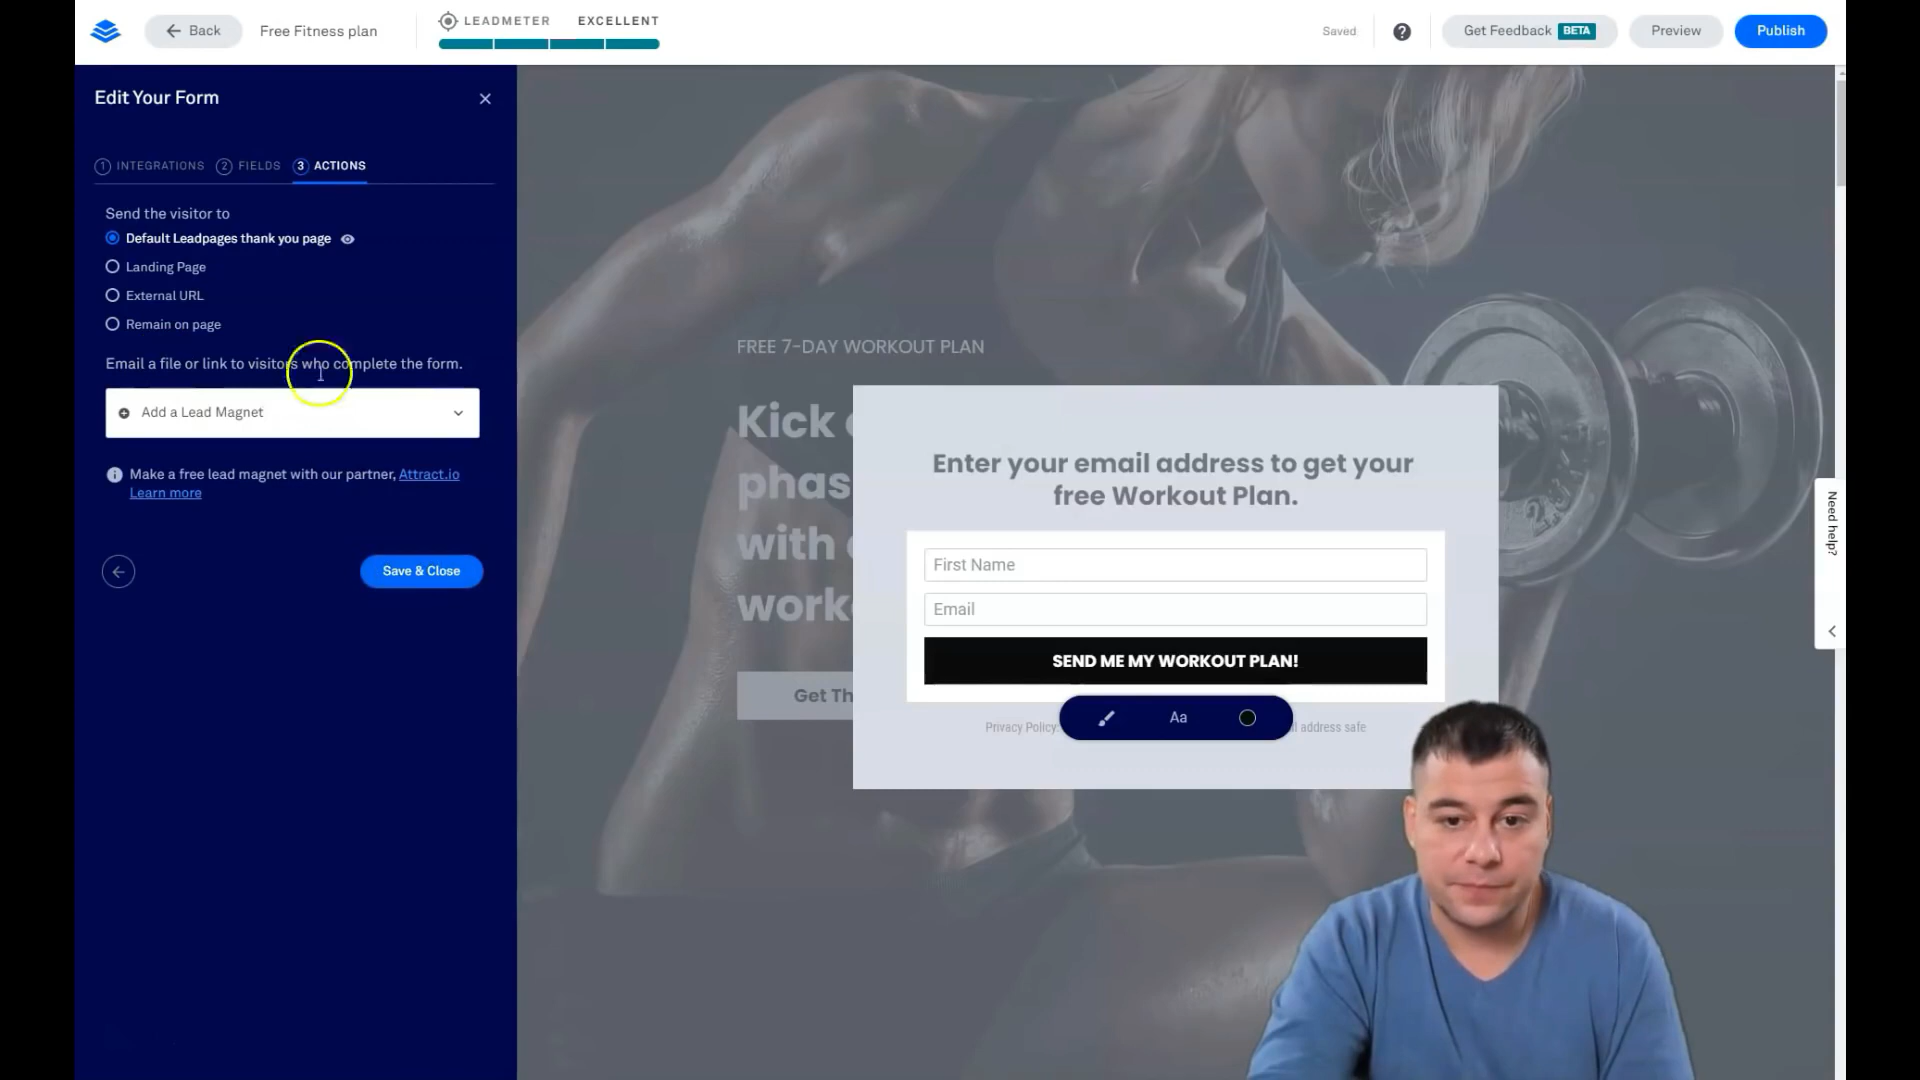 Back
Free Fitness plan
LEADMETER EXCELLENT
Saved
?
Get Feedback BETA
Preview
Publish
Edit Your Form
1 INTEGRATIONS 2 FIELDS 3 ACTIONS
Send the visitor to
Default Leadpages thank you page
Landing Page
External URL
Remain on page
Email a file or link to visitors who complete the form.
Add a Lead Magnet
Make a free lead magnet with our partner, Attract.io
Learn more
Save & Close
FREE 7-DAY WORKOUT PLAN
Kick
phas
with
work
Get Th
Enter your email address to get your
free Workout Plan.
First Name
Email
SEND ME MY WORKOUT PLAN!
Aa
Privacy Policy: address safe
Need help?